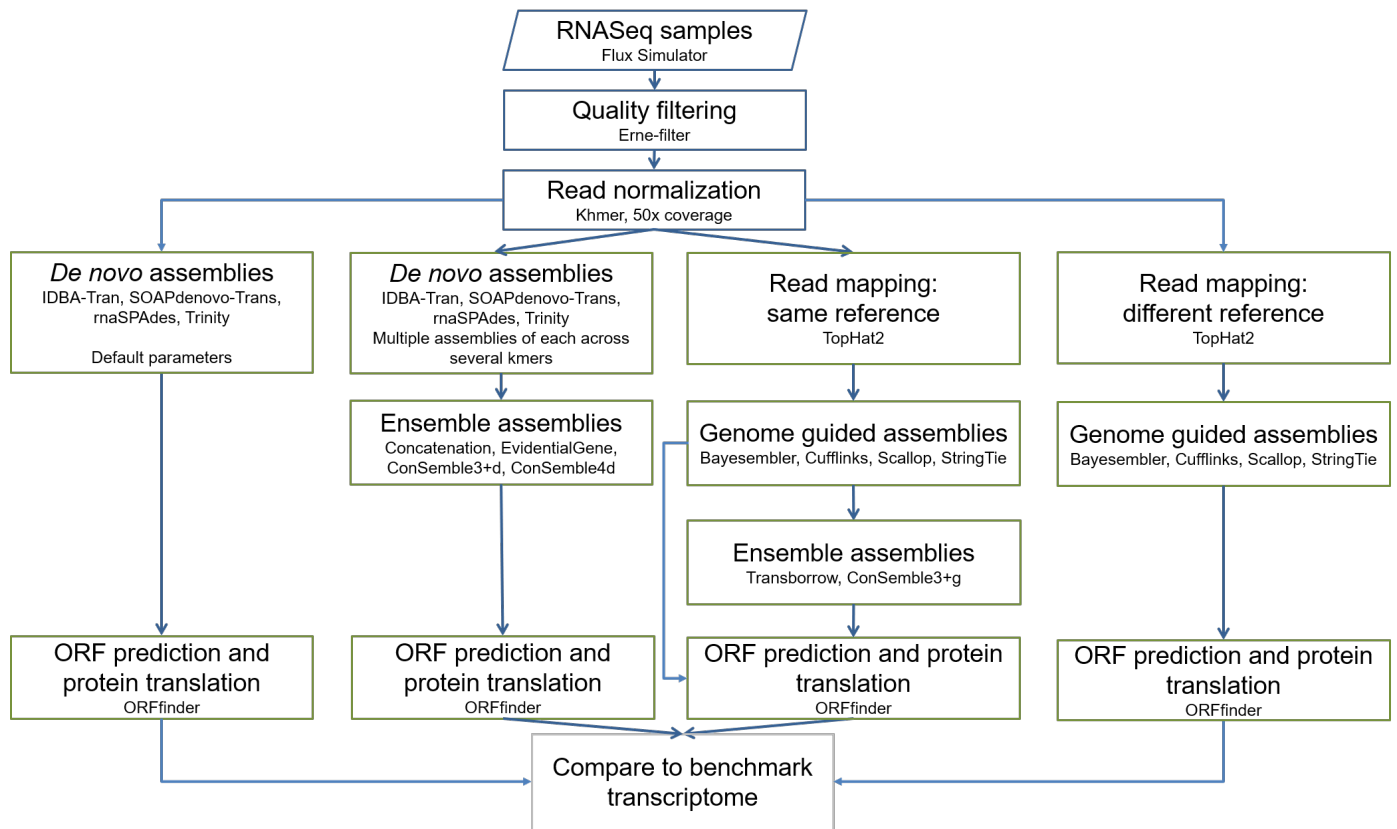 RNASeq samples
Flux Simulator
Quality filtering
Erne-filter
Read normalization
Khmer, 50x coverage
De novo assemblies
IDBA-Tran, SOAPdenovo-Trans,
rnaSPAdes, Trinity
Default parameters
De novo assemblies
IDBA-Tran, SOAPdenovo-Trans,
rnaSPAdes, Trinity
Multiple assemblies of each across
several kmers
Read mapping:
same reference
TopHat2
Read mapping:
different reference
TopHat2
Ensemble assemblies
Concatenation, EvidentialGene,
ConSemble3+d, ConSemble4d
Genome guided assemblies
Bayesembler, Cufflinks, Scallop, StringTie
Genome guided assemblies
Bayesembler, Cufflinks, Scallop, StringTie
Ensemble assemblies
Transborrow, ConSemble3+g
ORF prediction and
protein translation
ORFfinder
ORF prediction and
protein translation
ORFfinder
ORF prediction and protein
translation
ORFfinder
ORF prediction and protein
translation
ORFfinder
Compare to benchmark
transcriptome